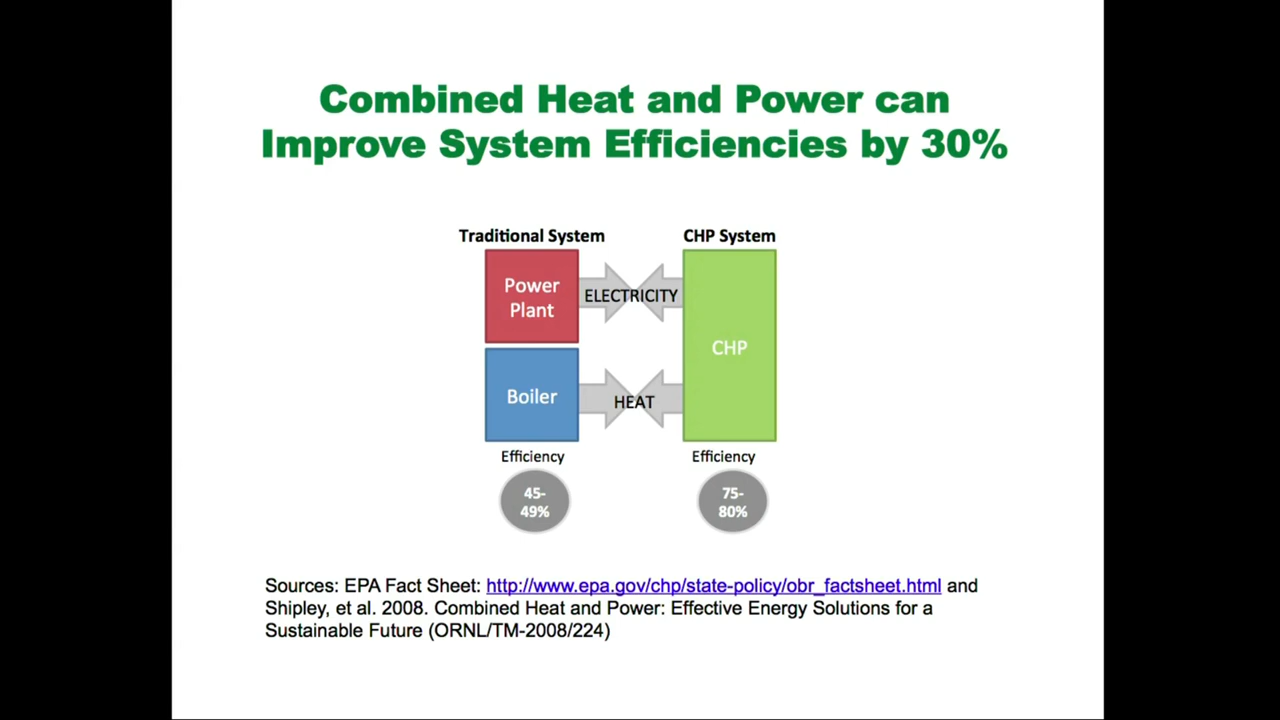 Combined Heat and Power can
Improve System Efficiencies by 30%
Traditional System
CHP System
Power
Plant
ELECTRICITY
CHP
Boiler
HEAT
Efficiency
Efficiency
45-
49%
75-
80%
Sources: EPA Fact Sheet: http://www.epa.gov/chp/state-policy/obr_factsheet.html and
Shipley, et al. 2008. Combined Heat and Power: Effective Energy Solutions for a
Sustainable Future (ORNL/TM-2008/224)